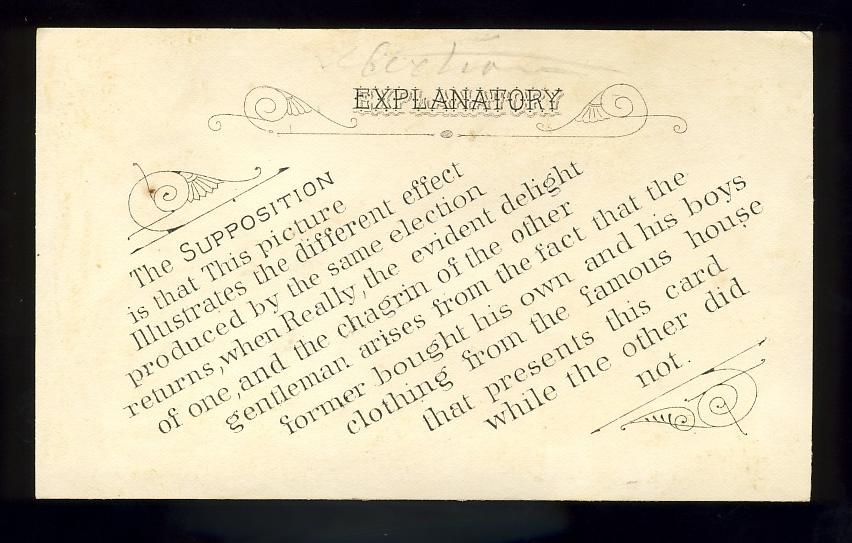 EXPLANATORY
The SUPPOSITION
is that This picture
Illustrates the different effect
produced by the same election
returns, when Really, the evident delight
of one, and the chagrin of the other
gentleman arises from the fact that the
former bought his own and his boys
clothing from the famous house
that presents this card
while the other did
not.